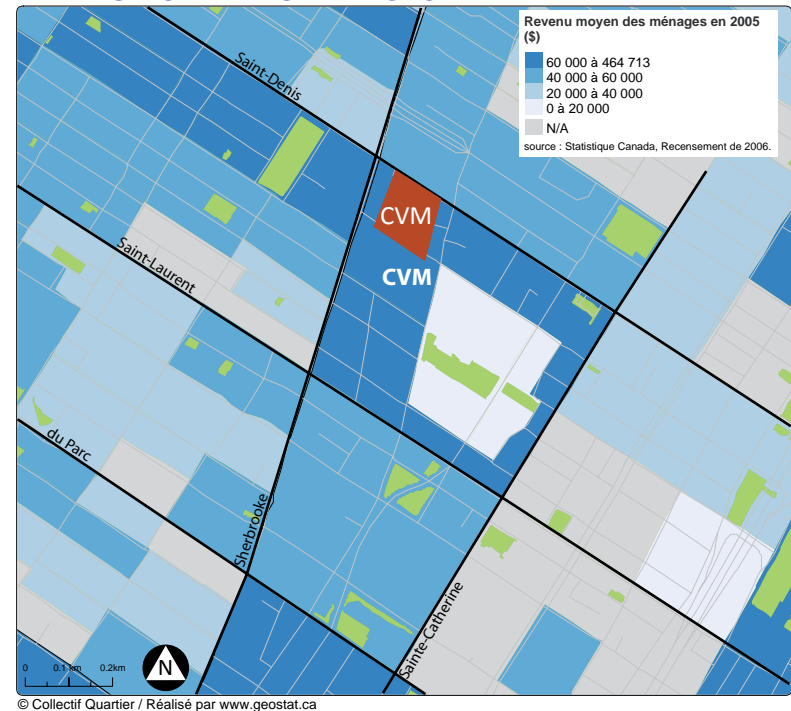 Revenu moyen des ménages en 2005
($)
60 000 à 464 713
40 000 à 60 000
20 000 à 40 000
0 à 20 000
N/A
source : Statistique Canada, Recensement de 2006.
Saint-Denis
CVM
CVM
Saint-Laurent
du Parc
Sherbrooke
Sainte-Catherine
0 0.1 km 0.2km
N
© Collectif Quartier / Réalisé par www.geostat.ca